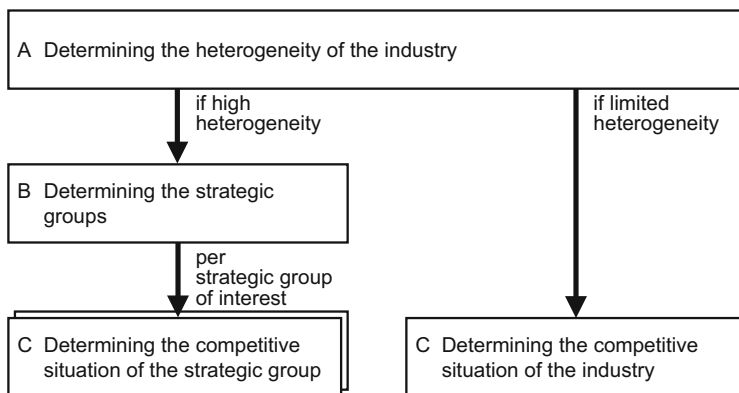 A Determining the heterogeneity of the industry
if high
heterogeneity
if limited
heterogeneity
B Determining the strategic
groups
per
strategic group
of interest
C Determining the competitive
situation of the strategic group
C Determining the competitive
situation of the industry